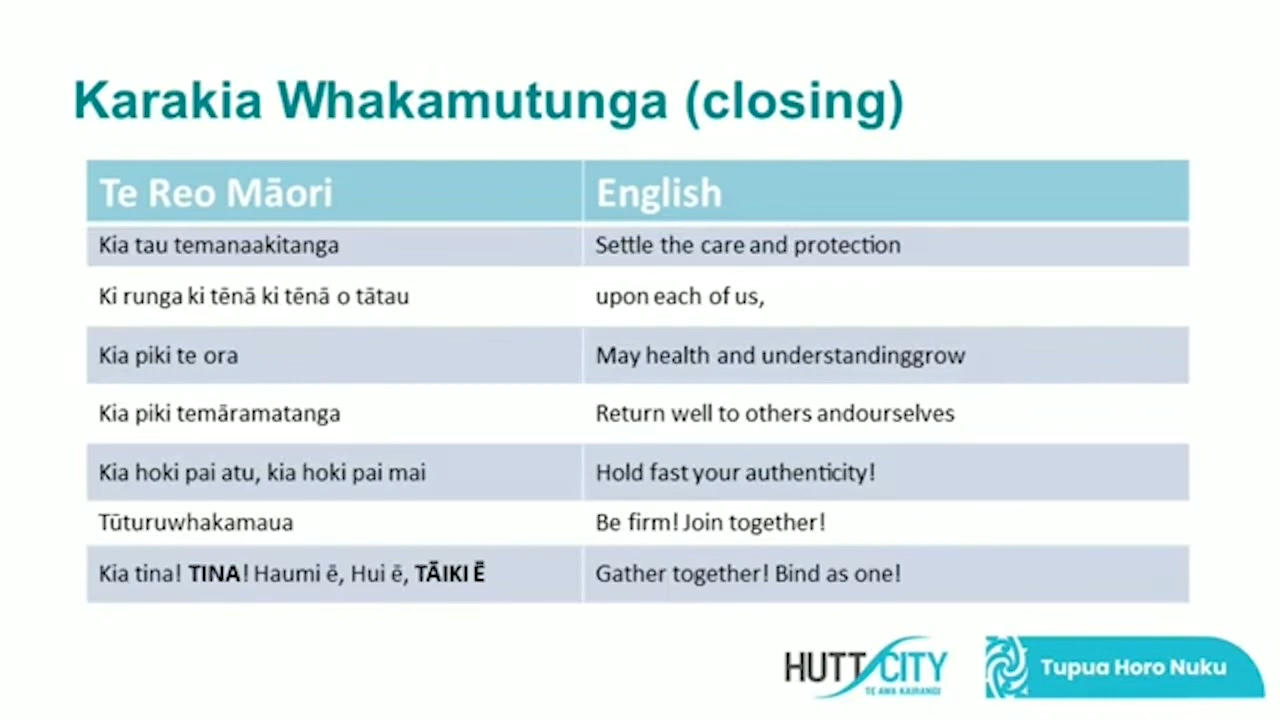 Karakia Whakamutunga (closing)
Te Reo Māori English
Kia tau temanaakitanga Settle the care and protection
Ki runga ki tēnā ki tēnā o tātau upon each of us,
Kia piki te ora May health and understandinggrow
Kia piki temāramatanga Return well to others andourselves
Kia hoki pai atu, kia hoki pai mai Hold fast your authenticity!
Tūturuwhakamaua Be firm! Join together!
Kia tina! TINA! Haumi ē, Hui ē, TĀIKI Ē Gather together! Bind as one!
HUTT CITY
TE AWA KAIRANGI
Tupua Horo Nuku